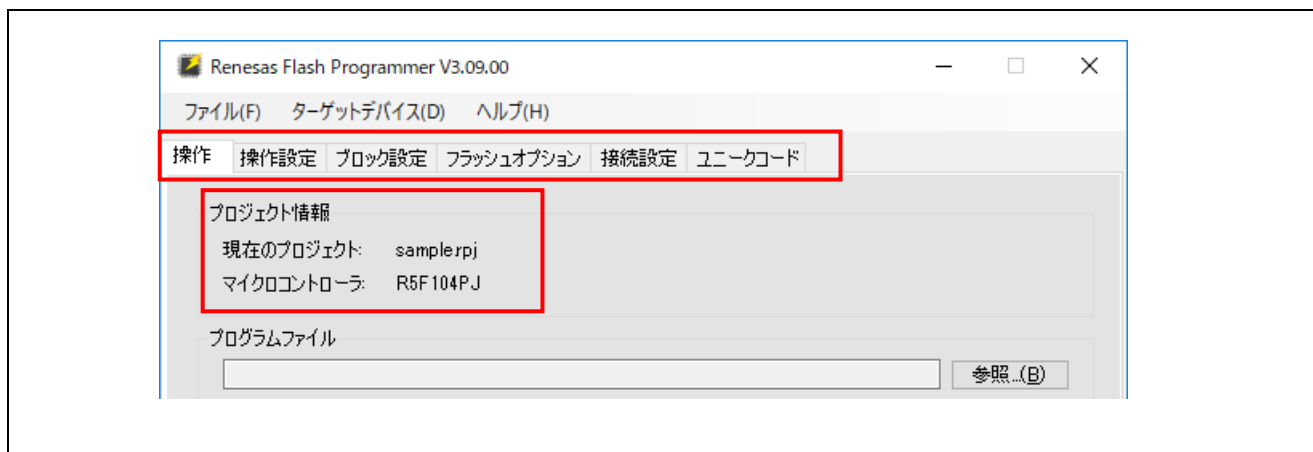 Renesas Flash Programmer V3.09.00
ファイル(F) ターゲットデバイス(D) ヘルプ(H)
操作 操作設定 ブロック設定 フラッシュオプション 接続設定 ユニークコード
プロジェクト情報
現在のプロジェクト: sample.rpj
マイクロコントローラ: R5F104PJ
プログラムファイル
参照...(B)